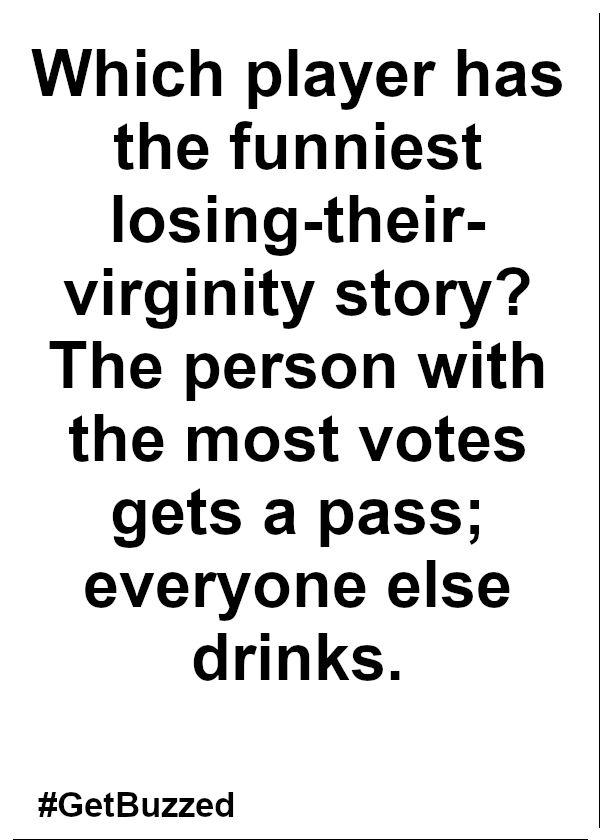 Which player has
the funniest
losing-their-
virginity story?
The person with
the most votes
gets a pass;
everyone else
drinks.
#GetBuzzed